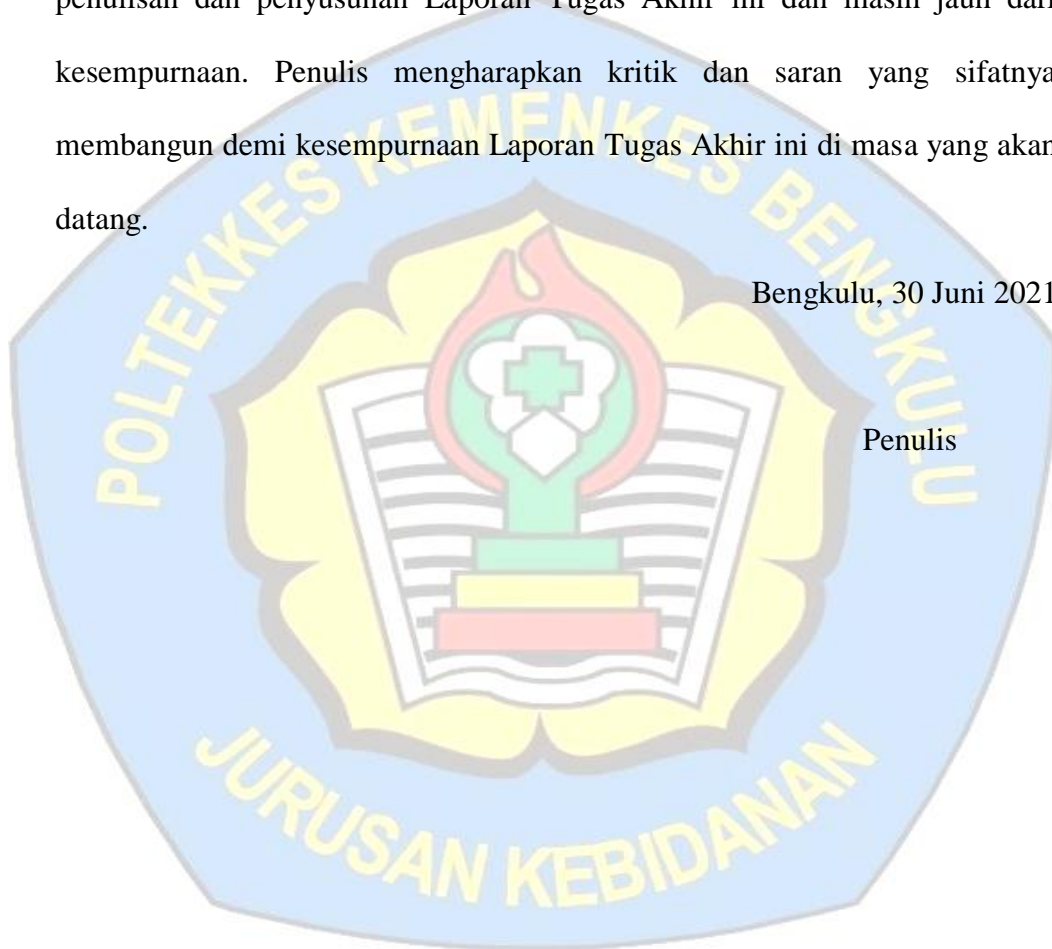 penulisan dan penyusunan Laporan Tugas Akhir ini dan masih jauh dari
kesempurnaan. Penulis mengharapkan kritik dan saran yang sifatnya
membangun demi kesempurnaan Laporan Tugas Akhir ini di masa yang akan
datang.
Bengkulu, 30 Juni 2021
Penulis
POLTEKKES KEMENKES BENGKULU
JURUSAN KEBIDANAN